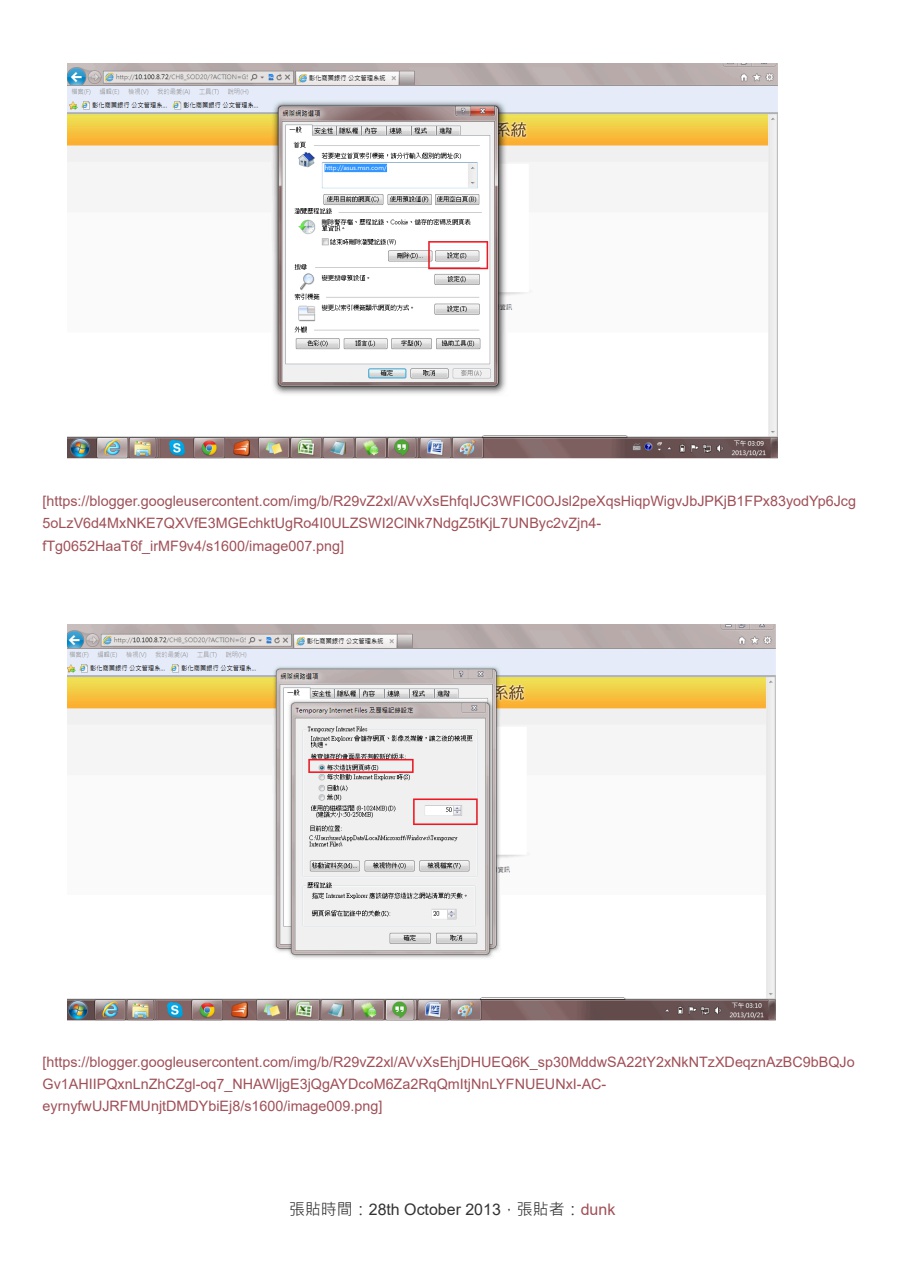 http://10.100.8.72/CHB_SOD20/?ACTION=G!
彰化商業銀行 公文管理系統
檔案(F) 編輯(E) 檢視(V) 我的最愛(A) 工具(T) 說明(H)
彰化商業銀行 公文管理系... 彰化商業銀行 公文管理系...
系統
網際網路選項
一般 安全性 隱私權 內容 連線 程式 進階
首頁
若要建立首頁索引標籤，請分行輸入個別的網址(R)
http://asus.msn.com/
使用目前的網頁(C) 使用預設值(F) 使用空白頁(B)
瀏覽歷程記錄
刪除暫存檔、歷程記錄、Cookie、儲存的密碼及網頁表
單資訊。
結束時刪除瀏覽記錄(W)
刪除(D)... 設定(S)
搜尋
變更搜尋預設值。 設定(I)
索引標籤
變更以索引標籤顯示網頁的方式。 設定(T)
資訊
外觀
色彩(O) 語言(L) 字型(N) 協助工具(E)
確定 取消 套用(A)
下午 03:09
2013/10/21
[https://blogger.googleusercontent.com/img/b/R29vZ2xl/AVvXsEhfqIJC3WFIC0OJsl2peXqsHiqpWigvJbJPKjB1FPx83yodYp6Jcg
5oLzV6d4MxNKE7QXVfE3MGEchktUgRo4I0ULZSWI2ClNk7NdgZ5tKjL7UNByc2vZjn4-
fTg0652HaaT6f_irMF9v4/s1600/image007.png]
http://10.100.8.72/CHB_SOD20/?ACTION=G!
彰化商業銀行 公文管理系統
檔案(F) 編輯(E) 檢視(V) 我的最愛(A) 工具(T) 說明(H)
彰化商業銀行 公文管理系... 彰化商業銀行 公文管理系...
系統
網際網路選項
一般 安全性 隱私權 內容 連線 程式 進階
Temporary Internet Files 及歷程記錄設定
Temporary Internet Files
Internet Explorer 會儲存網頁、影像及媒體，讓之後的檢視更
快速。
檢查儲存的畫面是否有較新的版本:
每次造訪網頁時(E)
每次啟動 Internet Explorer 時(S)
自動(A)
無(N)
使用的磁碟空間 (8-1024MB)(D) 50
(建議大小:50-250MB)
目前的位置:
C:\Users\user\AppData\Local\Microsoft\Windows\Temporary
Internet Files\
移動資料夾(M)... 檢視物件(O) 檢視檔案(V)
資訊
歷程記錄
指定 Internet Explorer 應該儲存您造訪之網站清單的天數。
網頁保留在記錄中的天數(K): 20
確定 取消
下午 03:10
2013/10/21
[https://blogger.googleusercontent.com/img/b/R29vZ2xl/AVvXsEhjDHUEQ6K_sp30MddwSA22tY2xNkNTzXDeqznAzBC9bBQJo
Gv1AHIIPQxnLnZhCZgl-oq7_NHAWljgE3jQgAYDcoM6Za2RqQmItjNnLYFNUEUNxI-AC-
eyrnyfwUJRFMUnjtDMDYbiEj8/s1600/image009.png]
張貼時間：28th October 2013，張貼者：dunk